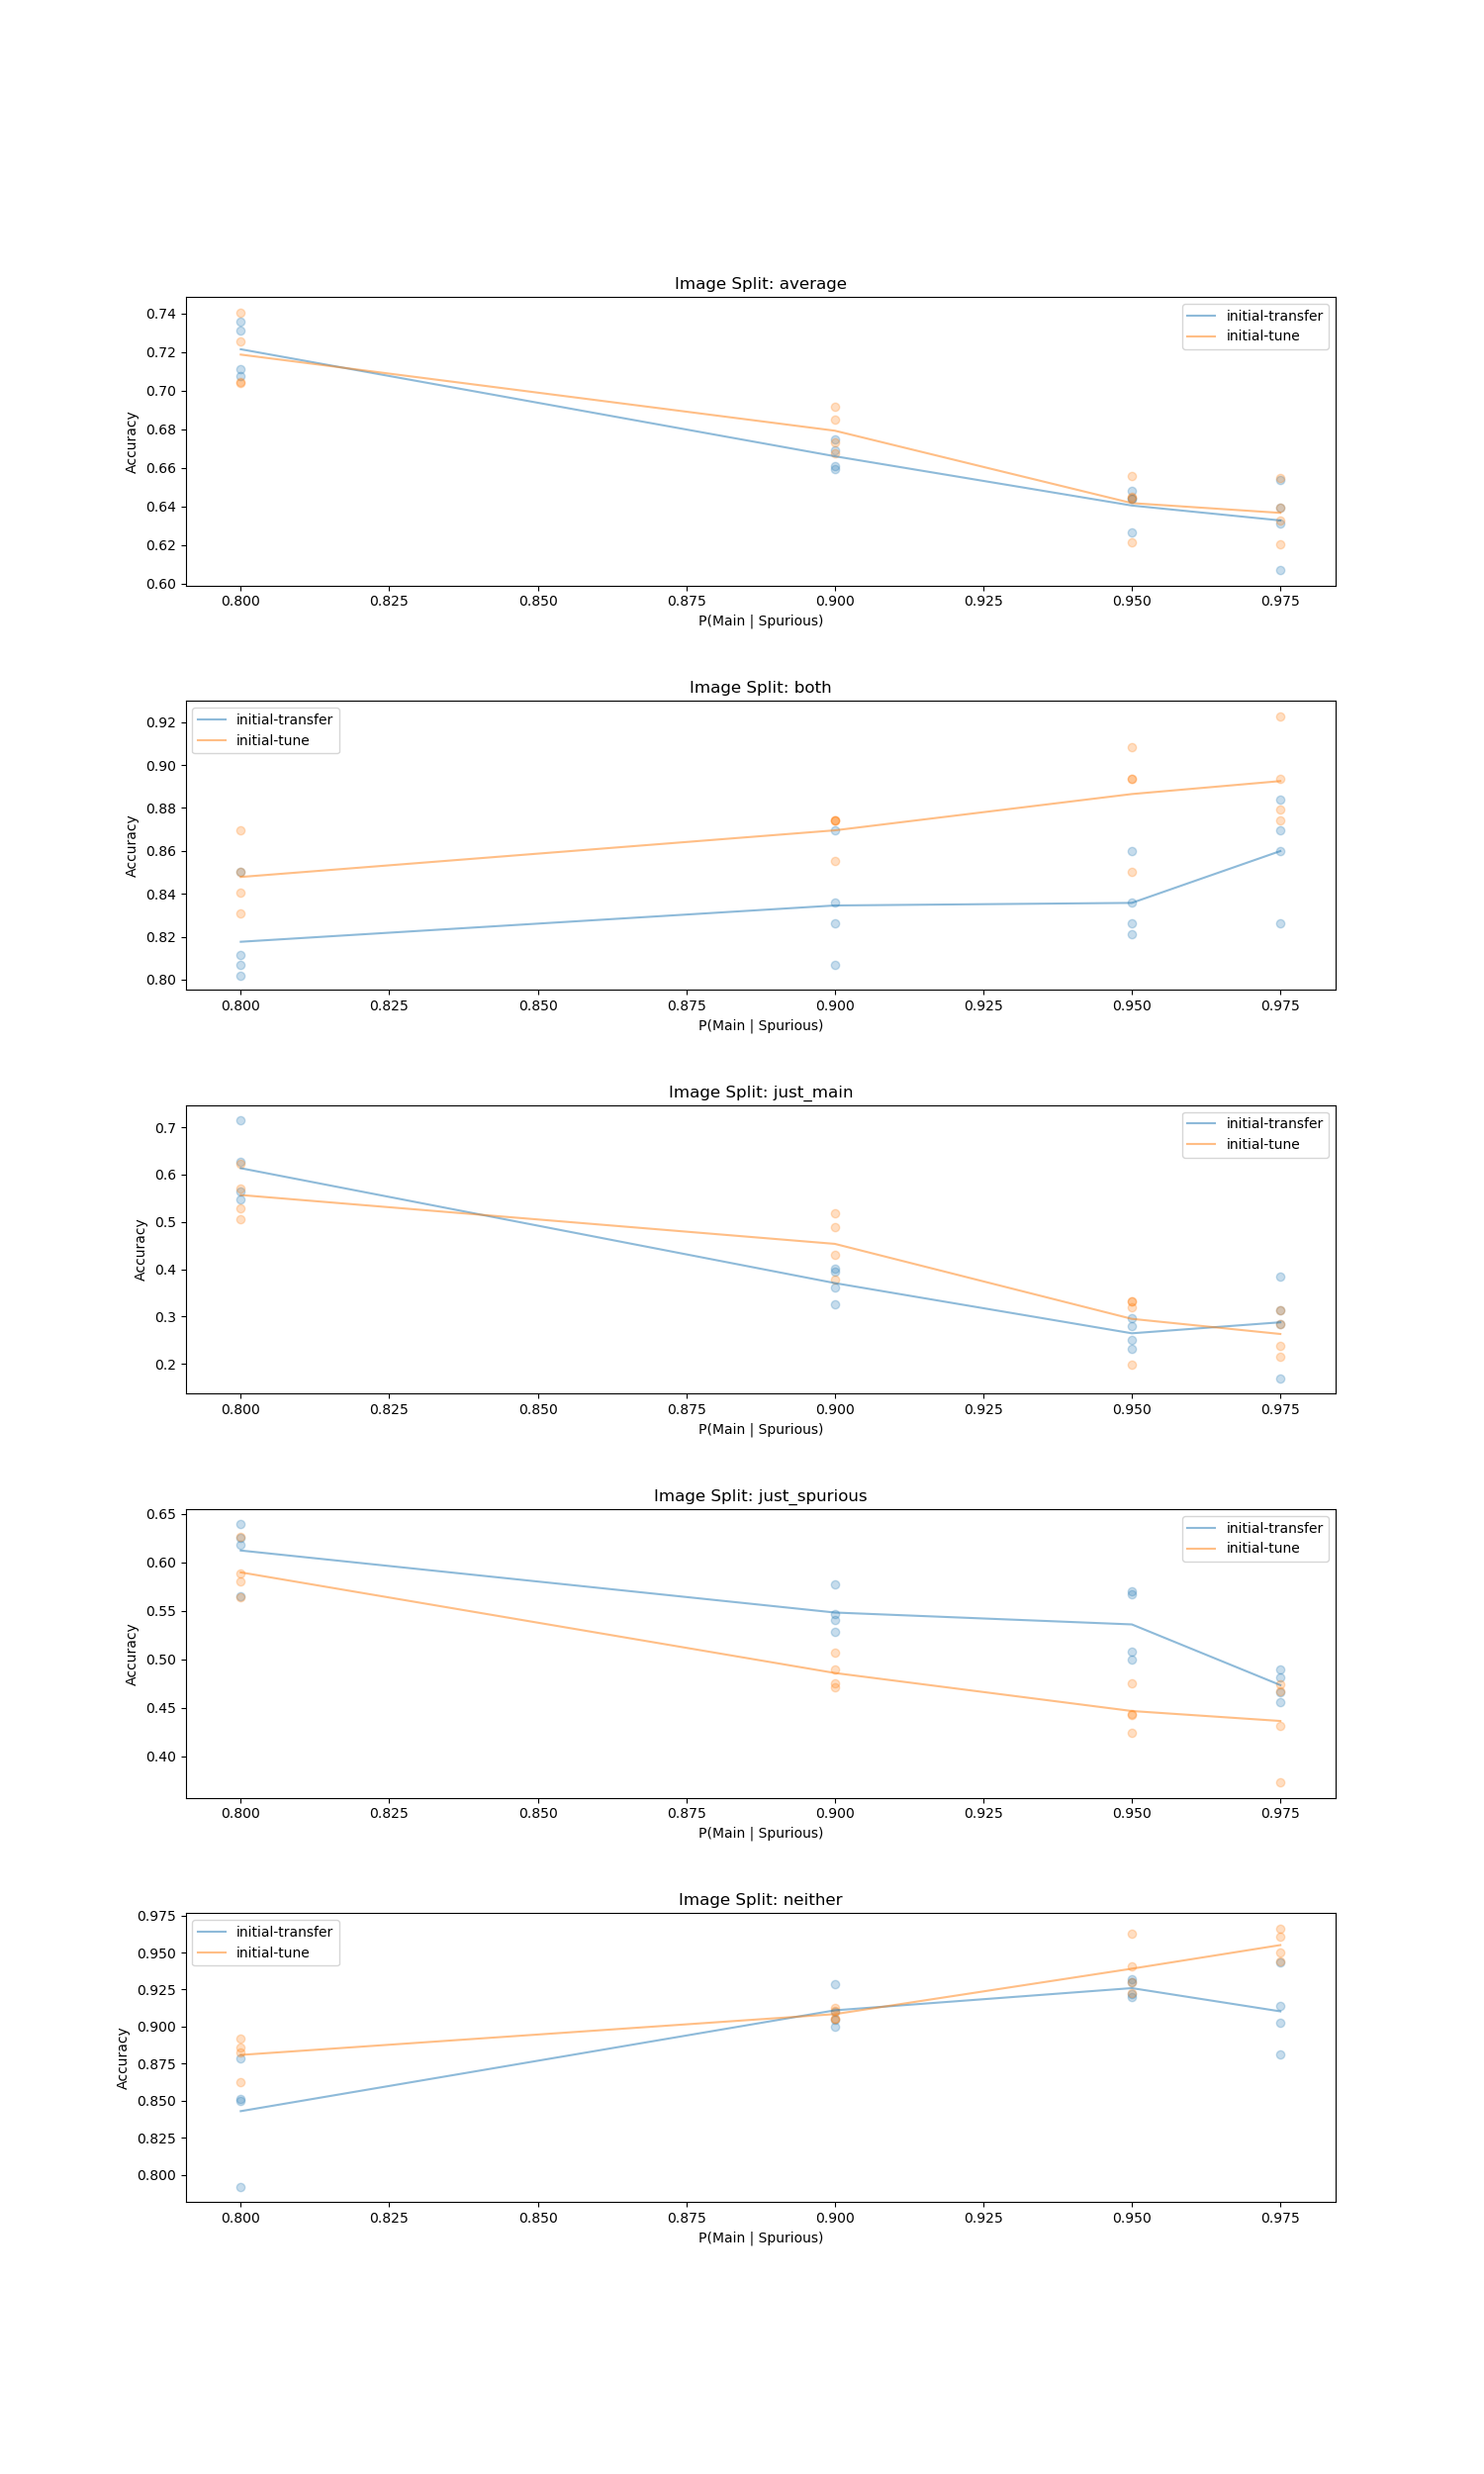 Image Split: average
0.74
0.72
0.70
0.68
0.66
0.64
0.62
0.60
Accuracy
initial-transfer
initial-tune
0.800 0.825 0.850 0.875 0.900 0.925 0.950 0.975
P(Main | Spurious)
Image Split: both
0.92
0.90
0.88
0.86
0.84
0.82
0.80
Accuracy
initial-transfer
initial-tune
0.800 0.825 0.850 0.875 0.900 0.925 0.950 0.975
P(Main | Spurious)
Image Split: just_main
0.7
0.6
0.5
0.4
0.3
0.2
Accuracy
initial-transfer
initial-tune
0.800 0.825 0.850 0.875 0.900 0.925 0.950 0.975
P(Main | Spurious)
Image Split: just_spurious
0.65
0.60
0.55
0.50
0.45
0.40
Accuracy
initial-transfer
initial-tune
0.800 0.825 0.850 0.875 0.900 0.925 0.950 0.975
P(Main | Spurious)
Image Split: neither
0.975
0.950
0.925
0.900
0.875
0.850
0.825
0.800
Accuracy
initial-transfer
initial-tune
0.800 0.825 0.850 0.875 0.900 0.925 0.950 0.975
P(Main | Spurious)